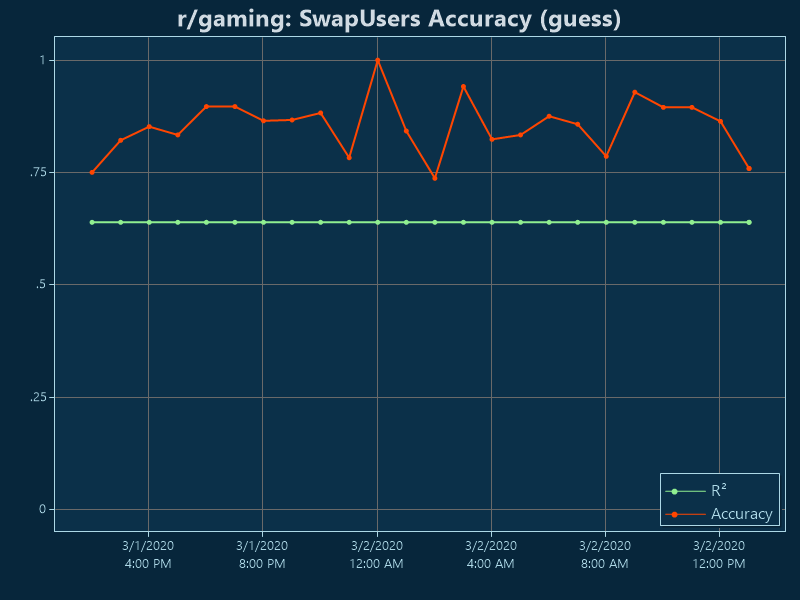 r/gaming: SwapUsers Accuracy (guess)
1
.75
.5
.25
0
R²
Accuracy
3/1/2020 3/1/2020 3/2/2020 3/2/2020 3/2/2020 3/2/2020
4:00 PM 8:00 PM 12:00 AM 4:00 AM 8:00 AM 12:00 PM